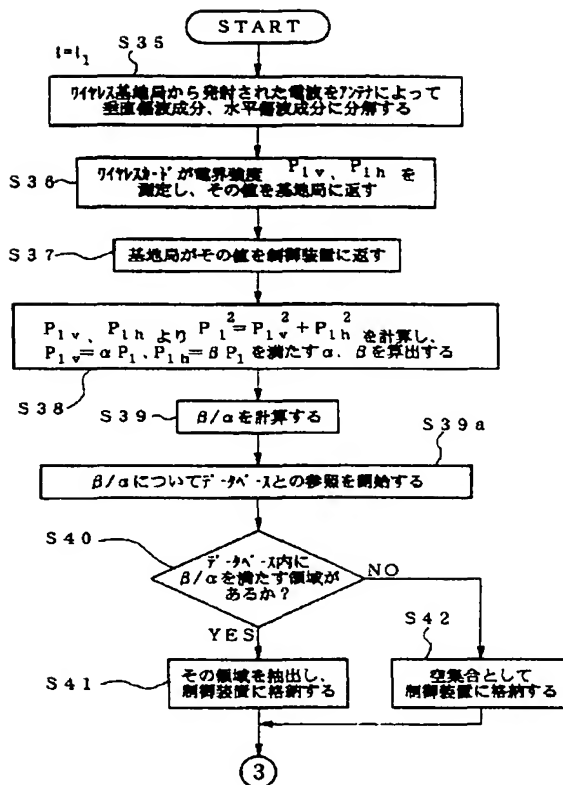 START
t=t₁
S35
ワイヤレス基地局から発射された電波をアンテナによって
垂直偏波成分、水平偏波成分に分解する
S36
ワイヤレスカードが電界強度 P₁ᵥ、P₁ₕ を
測定し、その値を基地局に返す
S37
基地局がその値を制御装置に返す
P₁ᵥ、P₁ₕ より P₁²=P₁ᵥ²+P₁ₕ² を計算し、
P₁ᵥ=αP₁、P₁ₕ=βP₁ を満たすα、βを算出する
S38
S39
β/αを計算する
S39a
β/αについてデータベースとの参照を開始する
S40
データベース内に
β/αを満たす領域が
あるか?
NO
YES
S41
その領域を抽出し、
制御装置に格納する
S42
空集合として
制御装置に格納する
3